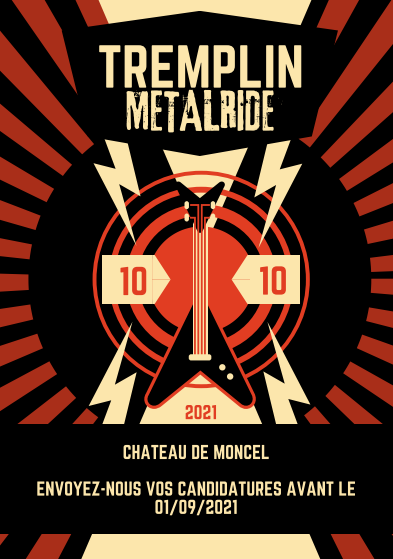 TREMPLIN
METALRIDE
10 10
2021
CHATEAU DE MONCEL
ENVOYEZ-NOUS VOS CANDIDATURES AVANT LE
01/09/2021